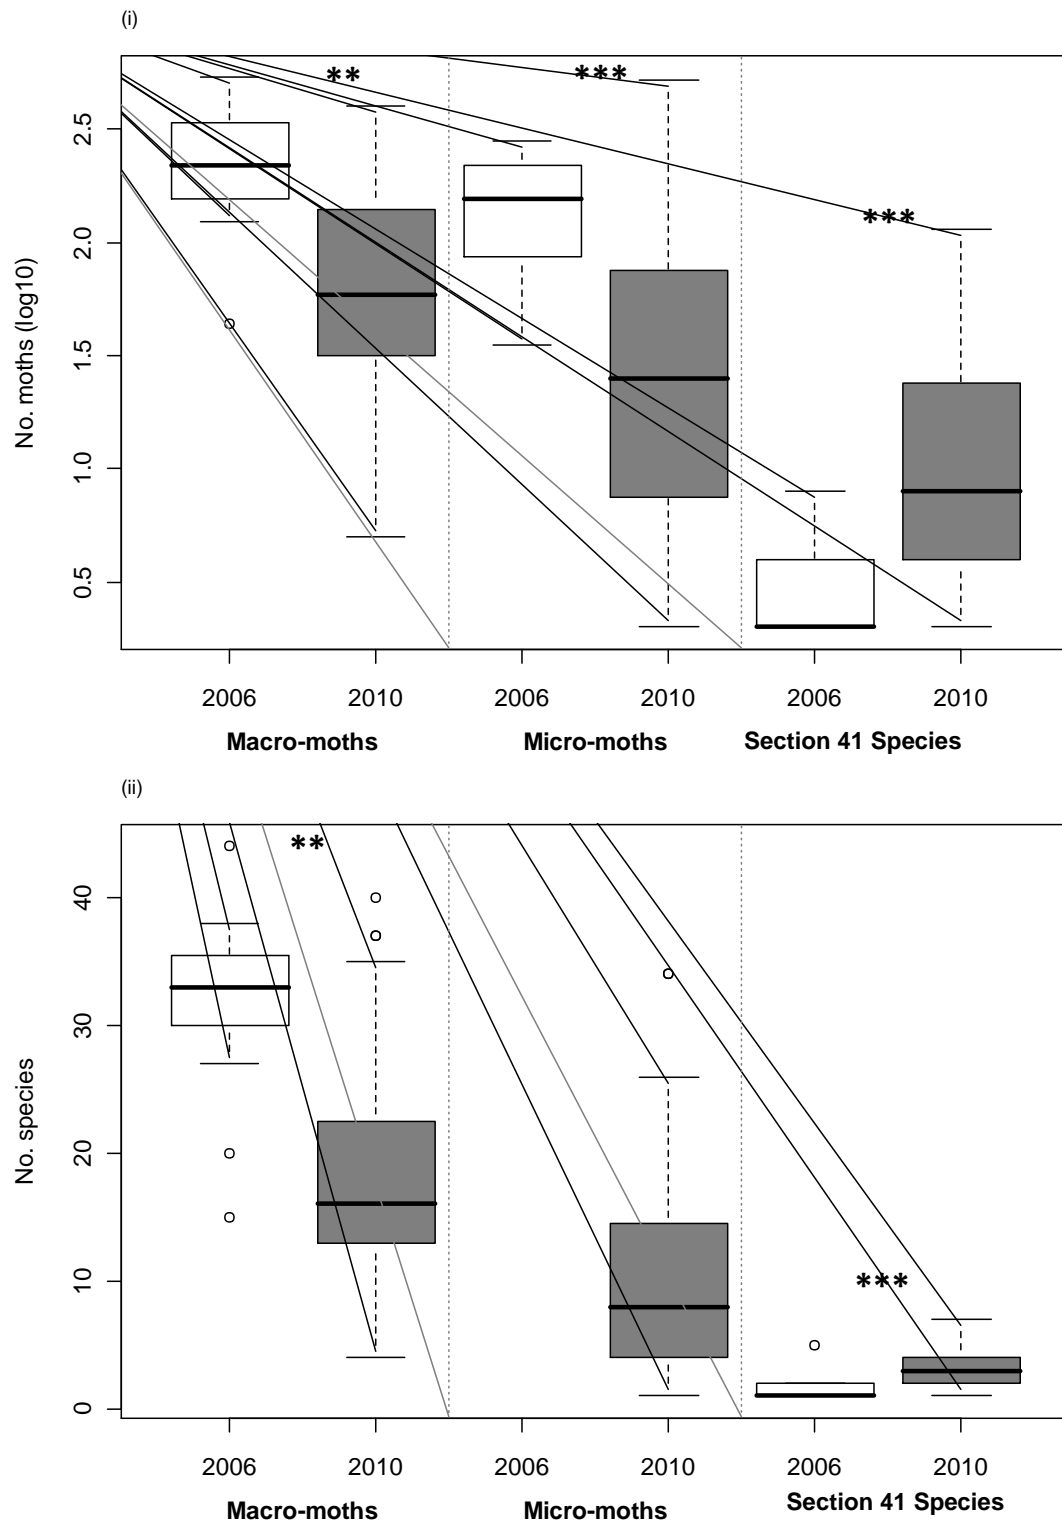 (i)
** ***
***
2.5
2.0
1.5
1.0
0.5
No. moths (log10)
2006 2010 2006 2010 2006 2010
Macro-moths Micro-moths Section 41 Species
(ii)
**
***
40
30
20
10
0
No. species
2006 2010 2010 2006 2010
Macro-moths Micro-moths Section 41 Species